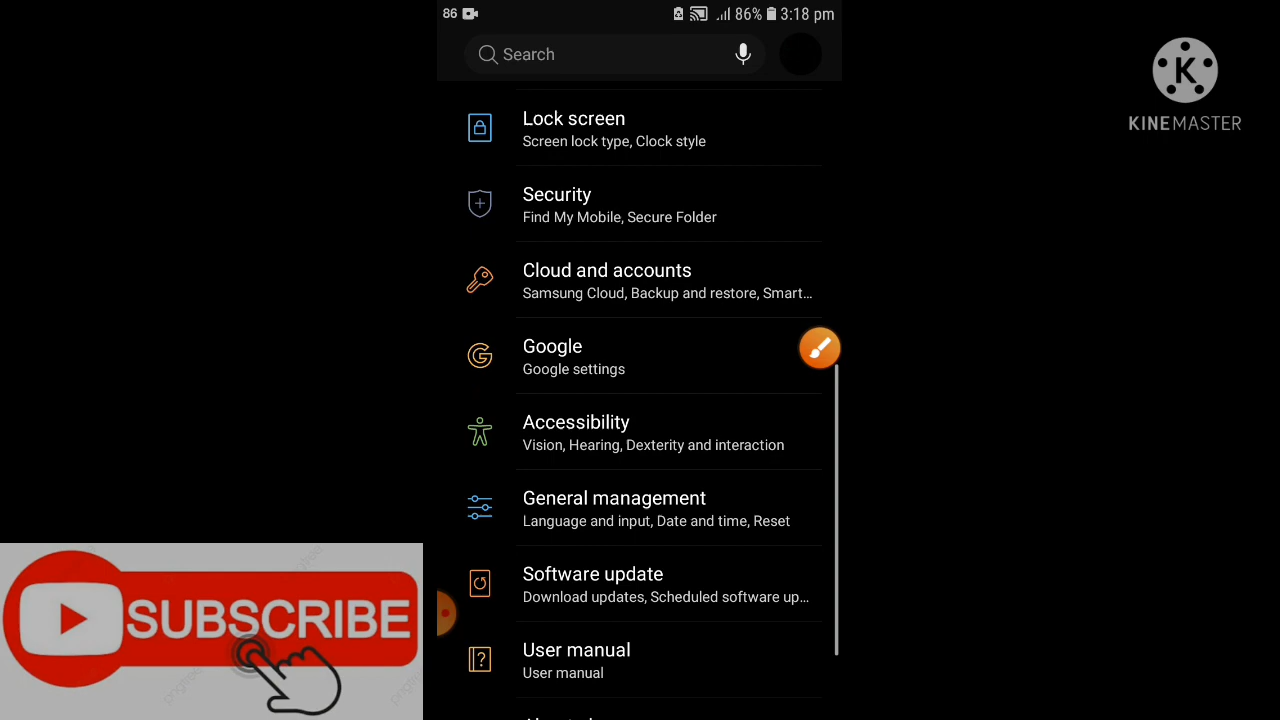 86
86% 3:18 pm
Search
KINEMASTER
Lock screen
Screen lock type, Clock style
Security
Find My Mobile, Secure Folder
Cloud and accounts
Samsung Cloud, Backup and restore, Smart...
Google
Google settings
Accessibility
Vision, Hearing, Dexterity and interaction
General management
Language and input, Date and time, Reset
Software update
Download updates, Scheduled software up...
SUBSCRIBE
User manual
User manual